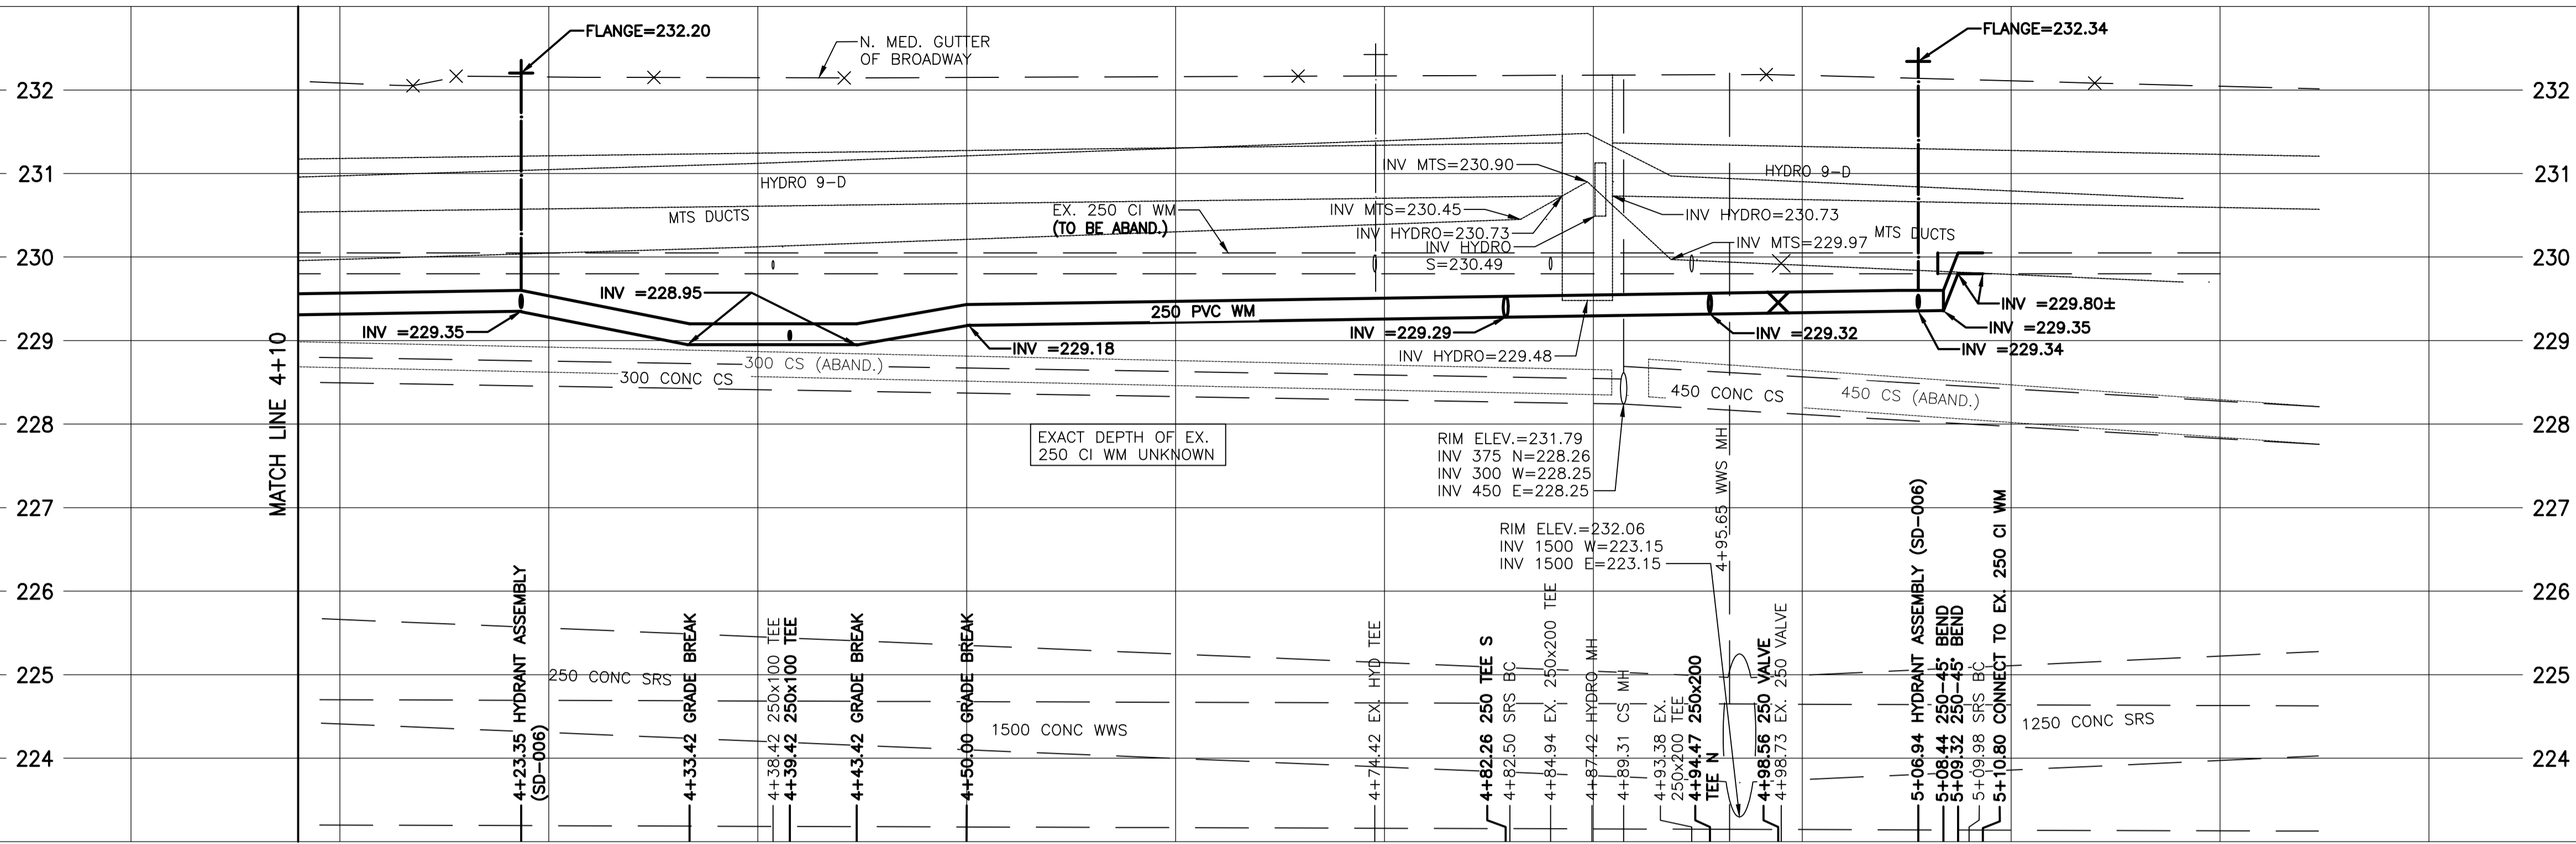 FLANGE=232.20
N. MED. GUTTER
OF BROADWAY
FLANGE=232.34
232
232
231
231
HYDRO 9-D
INV MTS=230.90
HYDRO 9-D
MTS DUCTS
EX. 250 CI WM
(TO BE ABAND.)
INV MTS=230.45
INV HYDRO=230.73
INV HYDRO=230.73
INV HYDRO
S=230.49
INV MTS=229.97
MTS DUCTS
230
230
INV =228.95
INV =229.80±
INV =229.35
250 PVC WM
INV =229.29
INV =229.32
INV =229.35
229
229
INV =229.18
INV HYDRO=229.48
INV =229.34
MATCH LINE 4+10
300 CS (ABAND.)
300 CONC CS
450 CONC CS
450 CS (ABAND.)
228
228
EXACT DEPTH OF EX.
250 CI WM UNKNOWN
RIM ELEV.=231.79
INV 375 N=228.26
INV 300 W=228.25
INV 450 E=228.25
227
227
RIM ELEV.=232.06
INV 1500 W=223.15
INV 1500 E=223.15
226
226
225
225
250 CONC SRS
1500 CONC WWS
1250 CONC SRS
224
224
4+23.35 HYDRANT ASSEMBLY
(SD-006)
4+33.42 GRADE BREAK
4+38.42 250x100 TEE
4+39.42 250x100 TEE
4+43.42 GRADE BREAK
4+50.00 GRADE BREAK
4+74.42 EX. HYD TEE
4+82.26 250 TEE S
4+82.50 SRS BC
4+84.94 EX. 250x200 TEE
4+87.42 HYDRO MH
4+89.31 CS MH
4+93.38 EX.
250x200 TEE
4+94.47 250x200
TEE N
4+95.65 WWS MH
4+98.56 250 VALVE
4+98.73 EX. 250 VALVE
5+06.94 HYDRANT ASSEMBLY (SD-006)
5+08.44 250-45° BEND
5+09.32 250-45° BEND
5+09.98 SRS BC
5+10.80 CONNECT TO EX. 250 CI WM